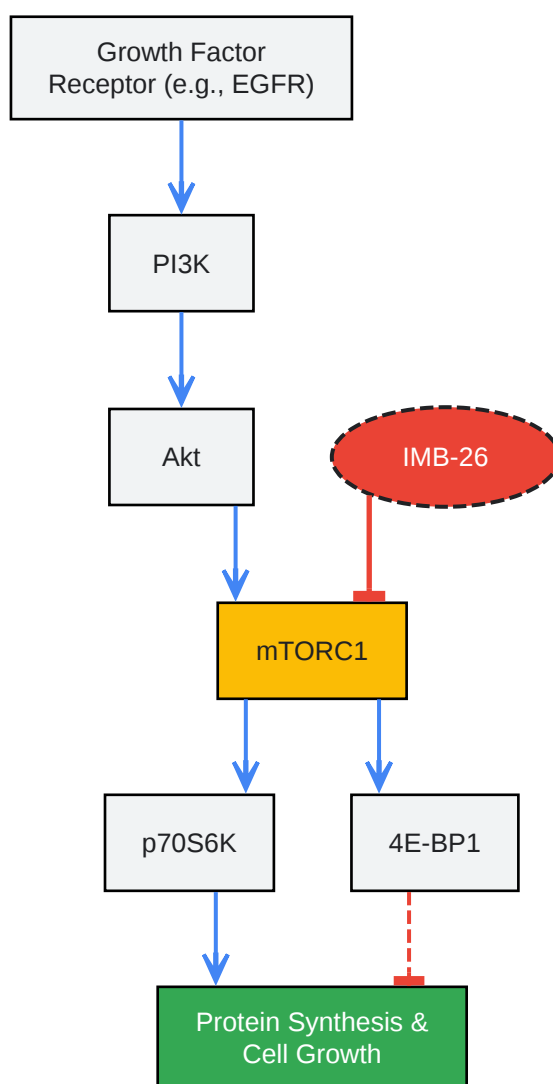 Growth Factor
Receptor (e.g., EGFR)
PI3K
Akt
IMB-26
mTORC1
p70S6K
4E-BP1
Protein Synthesis &
Cell Growth